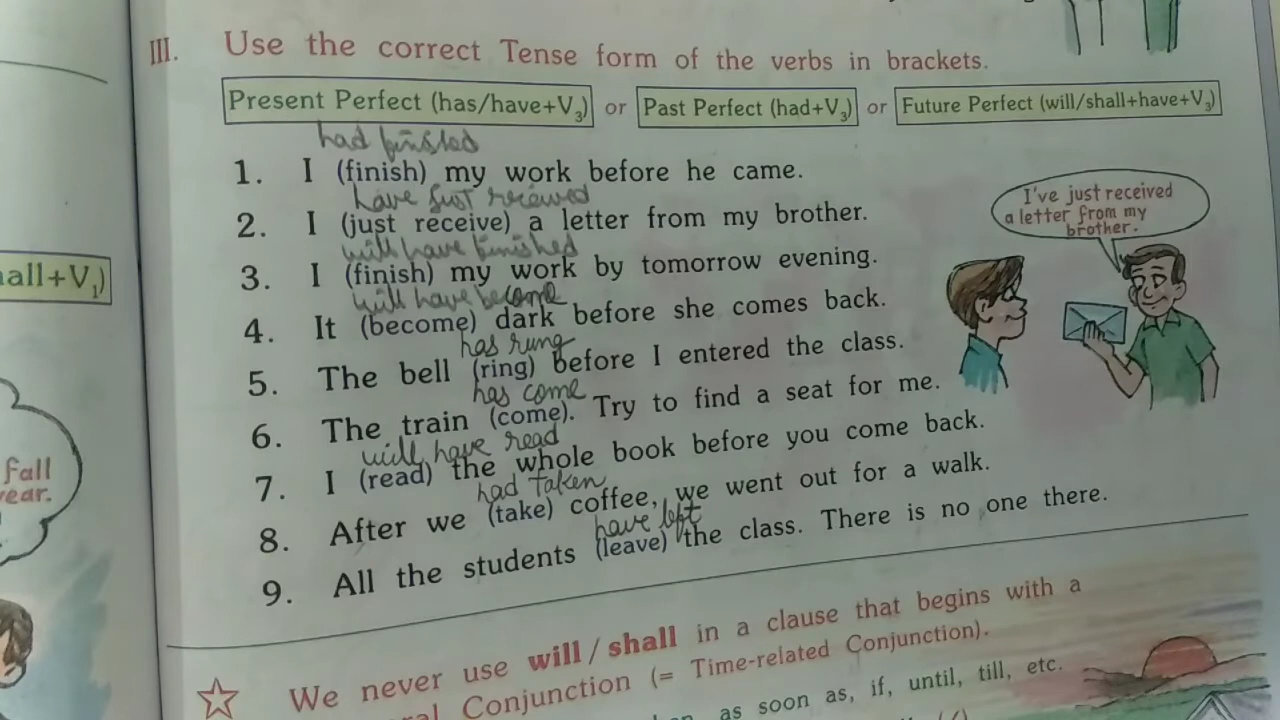 III. Use the correct Tense form of the verbs in brackets.
Present Perfect (has/have+V3) or Past Perfect (had+V3) or Future Perfect (will/shall+have+V3)
had finished
1. I (finish) my work before he came.
have just received
2. I (just receive) a letter from my brother.
will have finished
3. I (finish) my work by tomorrow evening.
will have become
4. It (become) dark before she comes back.
has rung
5. The bell (ring) before I entered the class.
has come
6. The train (come). Try to find a seat for me.
will have read
7. I (read) the whole book before you come back.
had taken
8. After we (take) coffee, we went out for a walk.
have left
9. All the students (leave) the class. There is no one there.
I've just received
a letter from my
brother.
all+V1)
fall
ear.
We never use will / shall in a clause that begins with a
Conjunction (= Time-related Conjunction).
as soon as, if, until, till, etc.